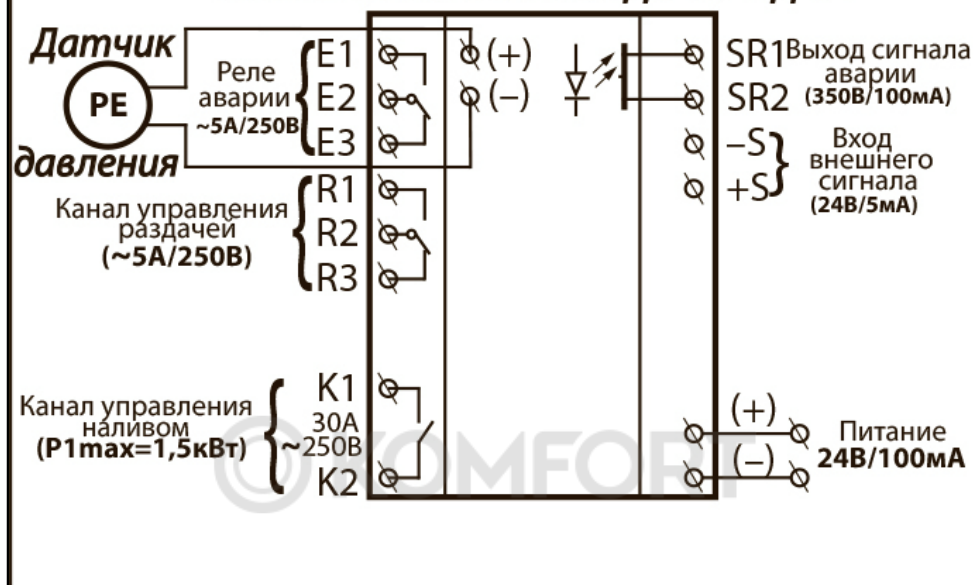 Датчик
PE
давления
Реле
аварии
~5А/250В
E1
E2
E3
(+)
(–)
SR1
SR2
Выход сигнала
аварии
(350В/100мА)
–S
+S
Вход
внешнего
сигнала
(24В/5мА)
Канал управления
раздачей
(~5А/250В)
R1
R2
R3
Канал управления
наливом
(P1max=1,5кВт)
K1
30А
~250В
K2
(+)
(–)
Питание
24В/100мА
KOMFORT